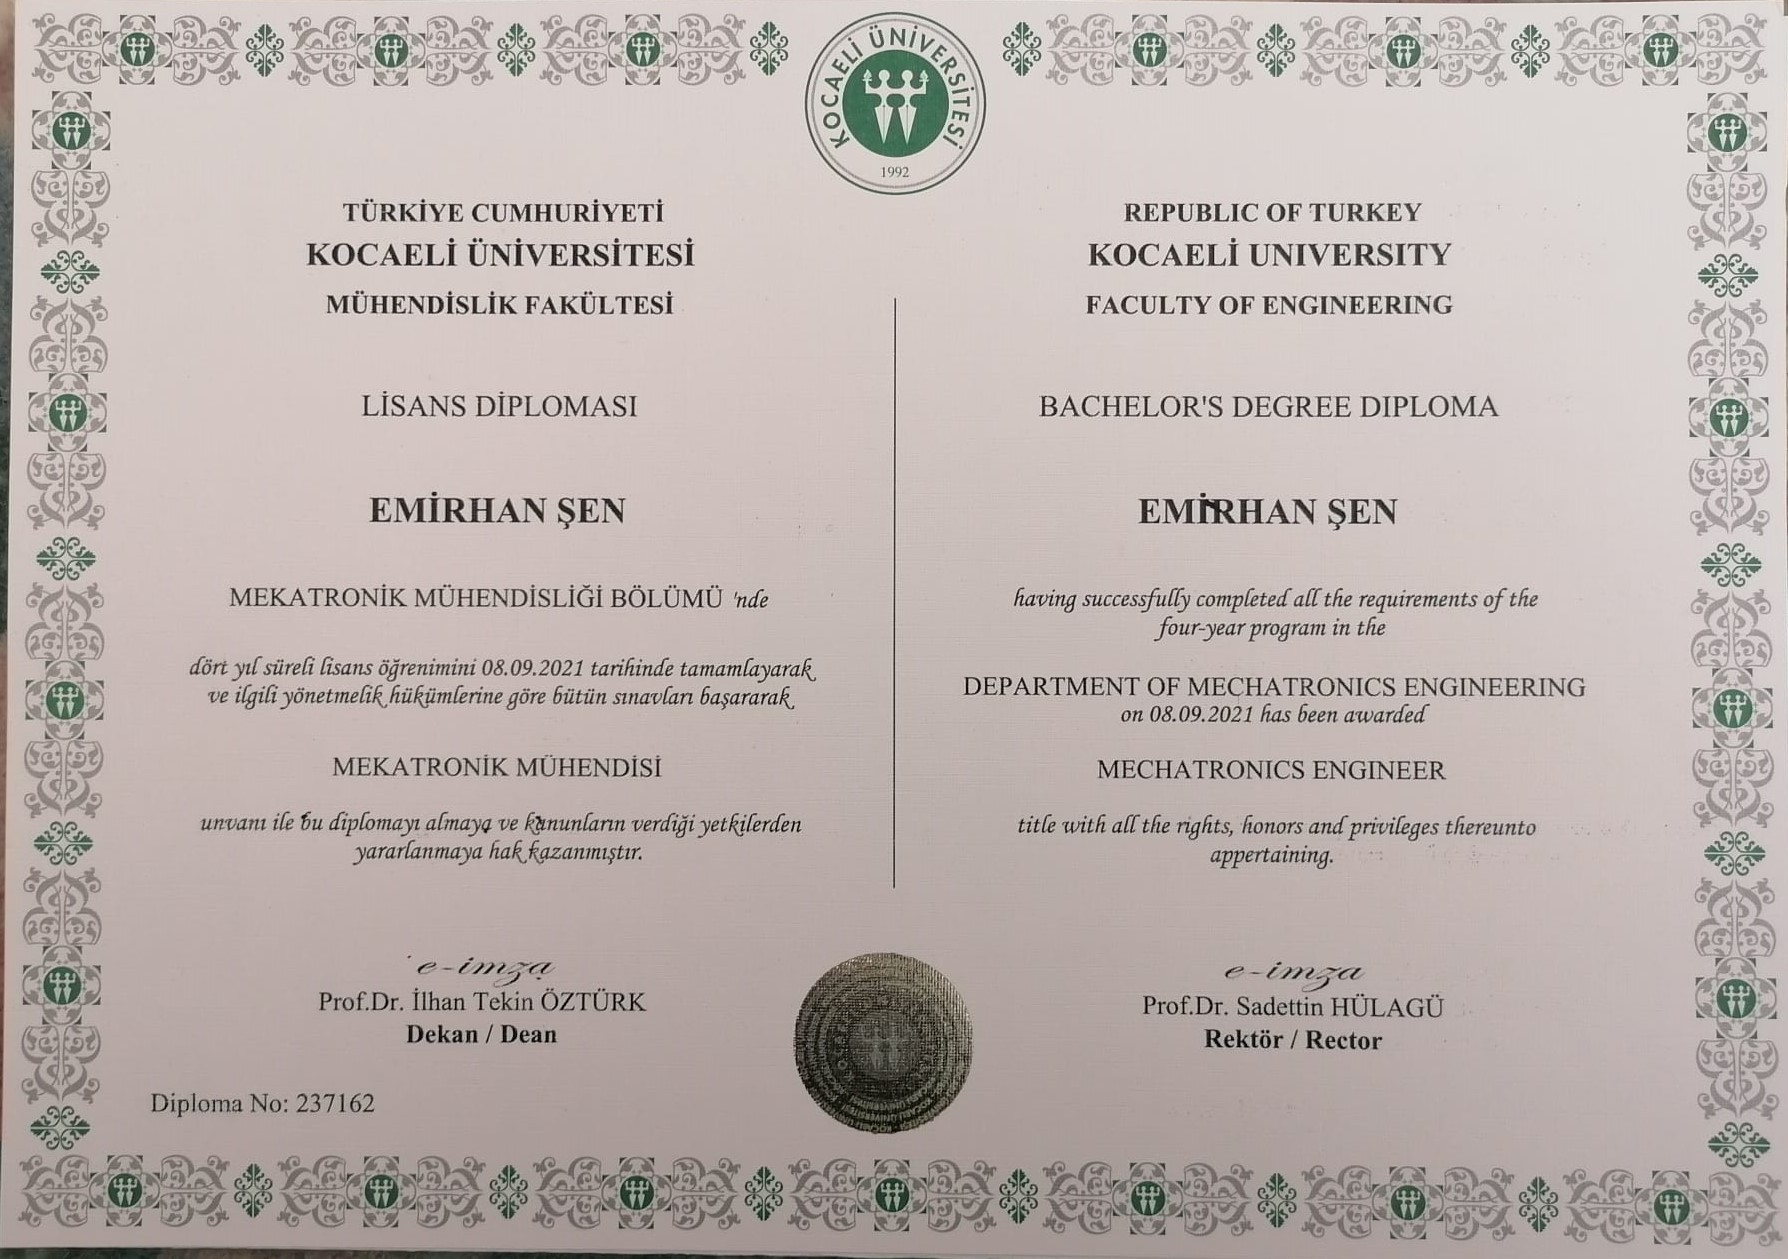 KOCAELİ ÜNİVERSİTESİ
1992
TÜRKİYE CUMHURİYETİ
KOCAELİ ÜNİVERSİTESİ
MÜHENDİSLİK FAKÜLTESİ
LİSANS DİPLOMASI
EMİRHAN ŞEN
MEKATRONİK MÜHENDİSLİĞİ BÖLÜMÜ 'nde
dört yıl süreli lisans öğrenimini 08.09.2021 tarihinde tamamlayarak
ve ilgili yönetmelik hükümlerine göre bütün sınavları başararak
MEKATRONİK MÜHENDİSİ
unvanı ile bu diplomayı almaya ve kanunların verdiği yetkilerden
yararlanmaya hak kazanmıştır.
e-imza
Prof.Dr. İlhan Tekin ÖZTÜRK
Dekan / Dean
Diploma No: 237162
REPUBLIC OF TURKEY
KOCAELİ UNIVERSITY
FACULTY OF ENGINEERING
BACHELOR'S DEGREE DIPLOMA
EMİRHAN ŞEN
having successfully completed all the requirements of the
four-year program in the
DEPARTMENT OF MECHATRONICS ENGINEERING
on 08.09.2021 has been awarded
MECHATRONICS ENGINEER
title with all the rights, honors and privileges thereunto
appertaining.
e-imza
Prof.Dr. Sadettin HÜLAGÜ
Rektör / Rector